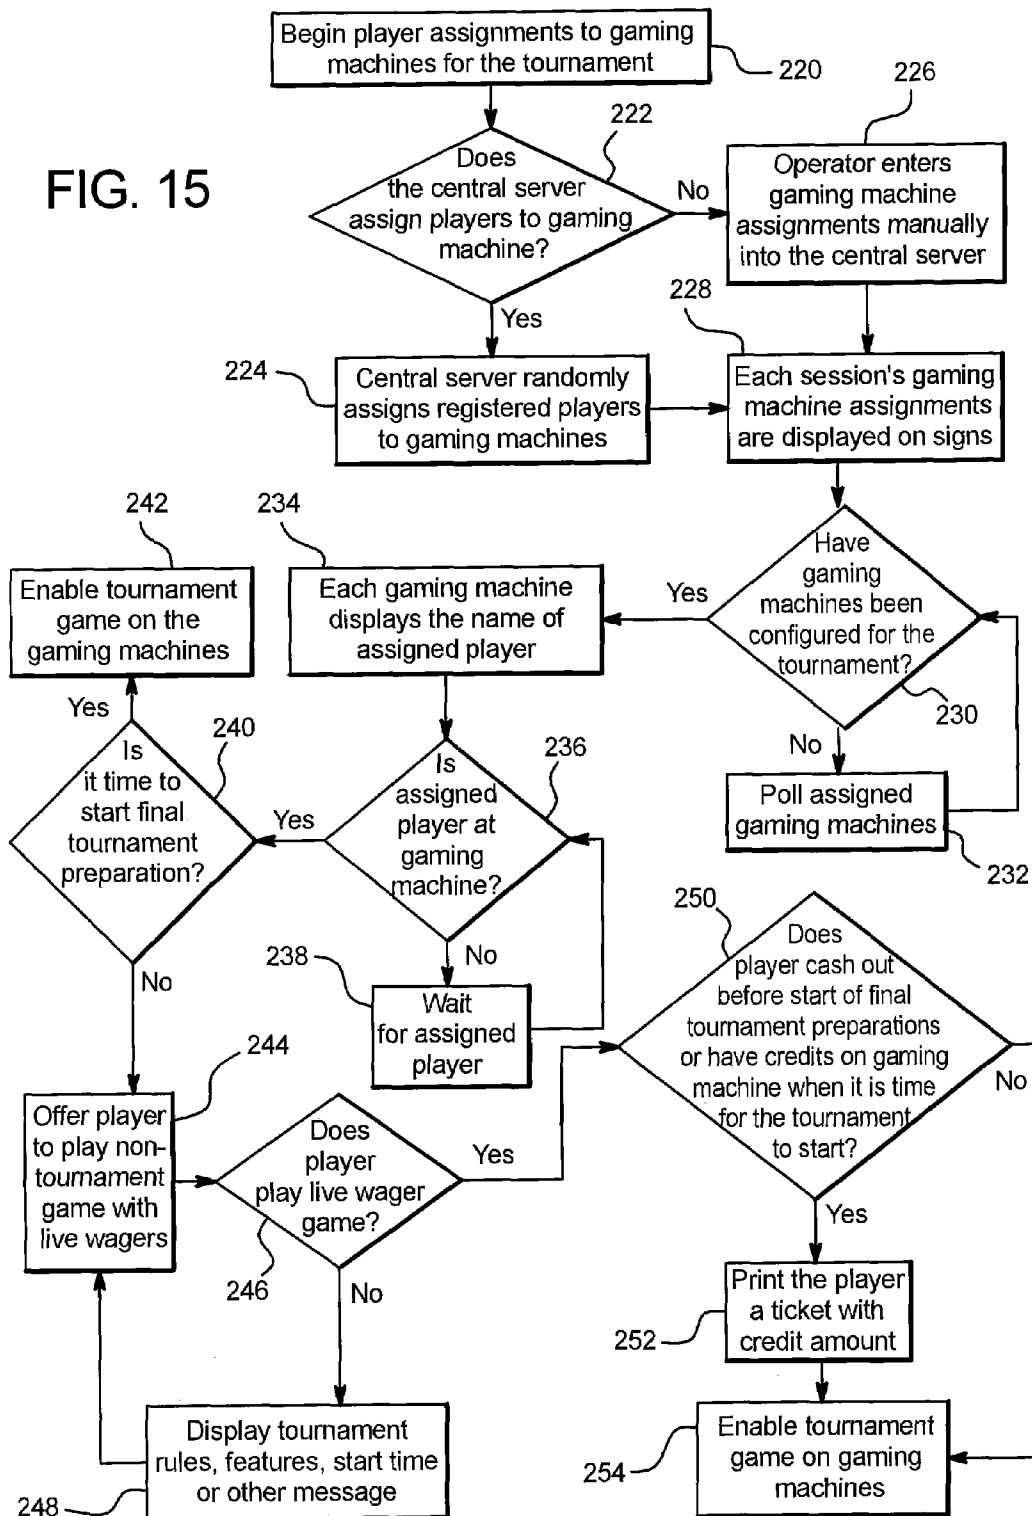 Begin player assignments to gaming
machines for the tournament
220
226
222
FIG. 15
Does
the central server
assign players to gaming
machine?
No
Operator enters
gaming machine
assignments manually
into the central server
228
Yes
224
Central server randomly
assigns registered players
to gaming machines
Each session's gaming
machine assignments
are displayed on signs
242
234
Enable tournament
game on the
gaming machines
Each gaming machine
displays the name of
assigned player
Yes
Have
gaming
machines been
configured for the
tournament?
230
Yes
240
Is
it time to
start final
tournament
preparation?
Yes
236
Is
assigned
player at
gaming
machine?
No
Poll assigned
gaming machines
232
No
No
238
Wait
for assigned
player
250
Does
player cash out
before start of final
tournament preparations
or have credits on gaming
machine when it is time
for the tournament
to start?
No
244
Offer player
to play non-
tournament
game with
live wagers
Does
player
play live wager
game?
Yes
246
No
Yes
Print the player
a ticket with
credit amount
252
Display tournament
rules, features, start time
or other message
248
Enable tournament
game on gaming
machines
254